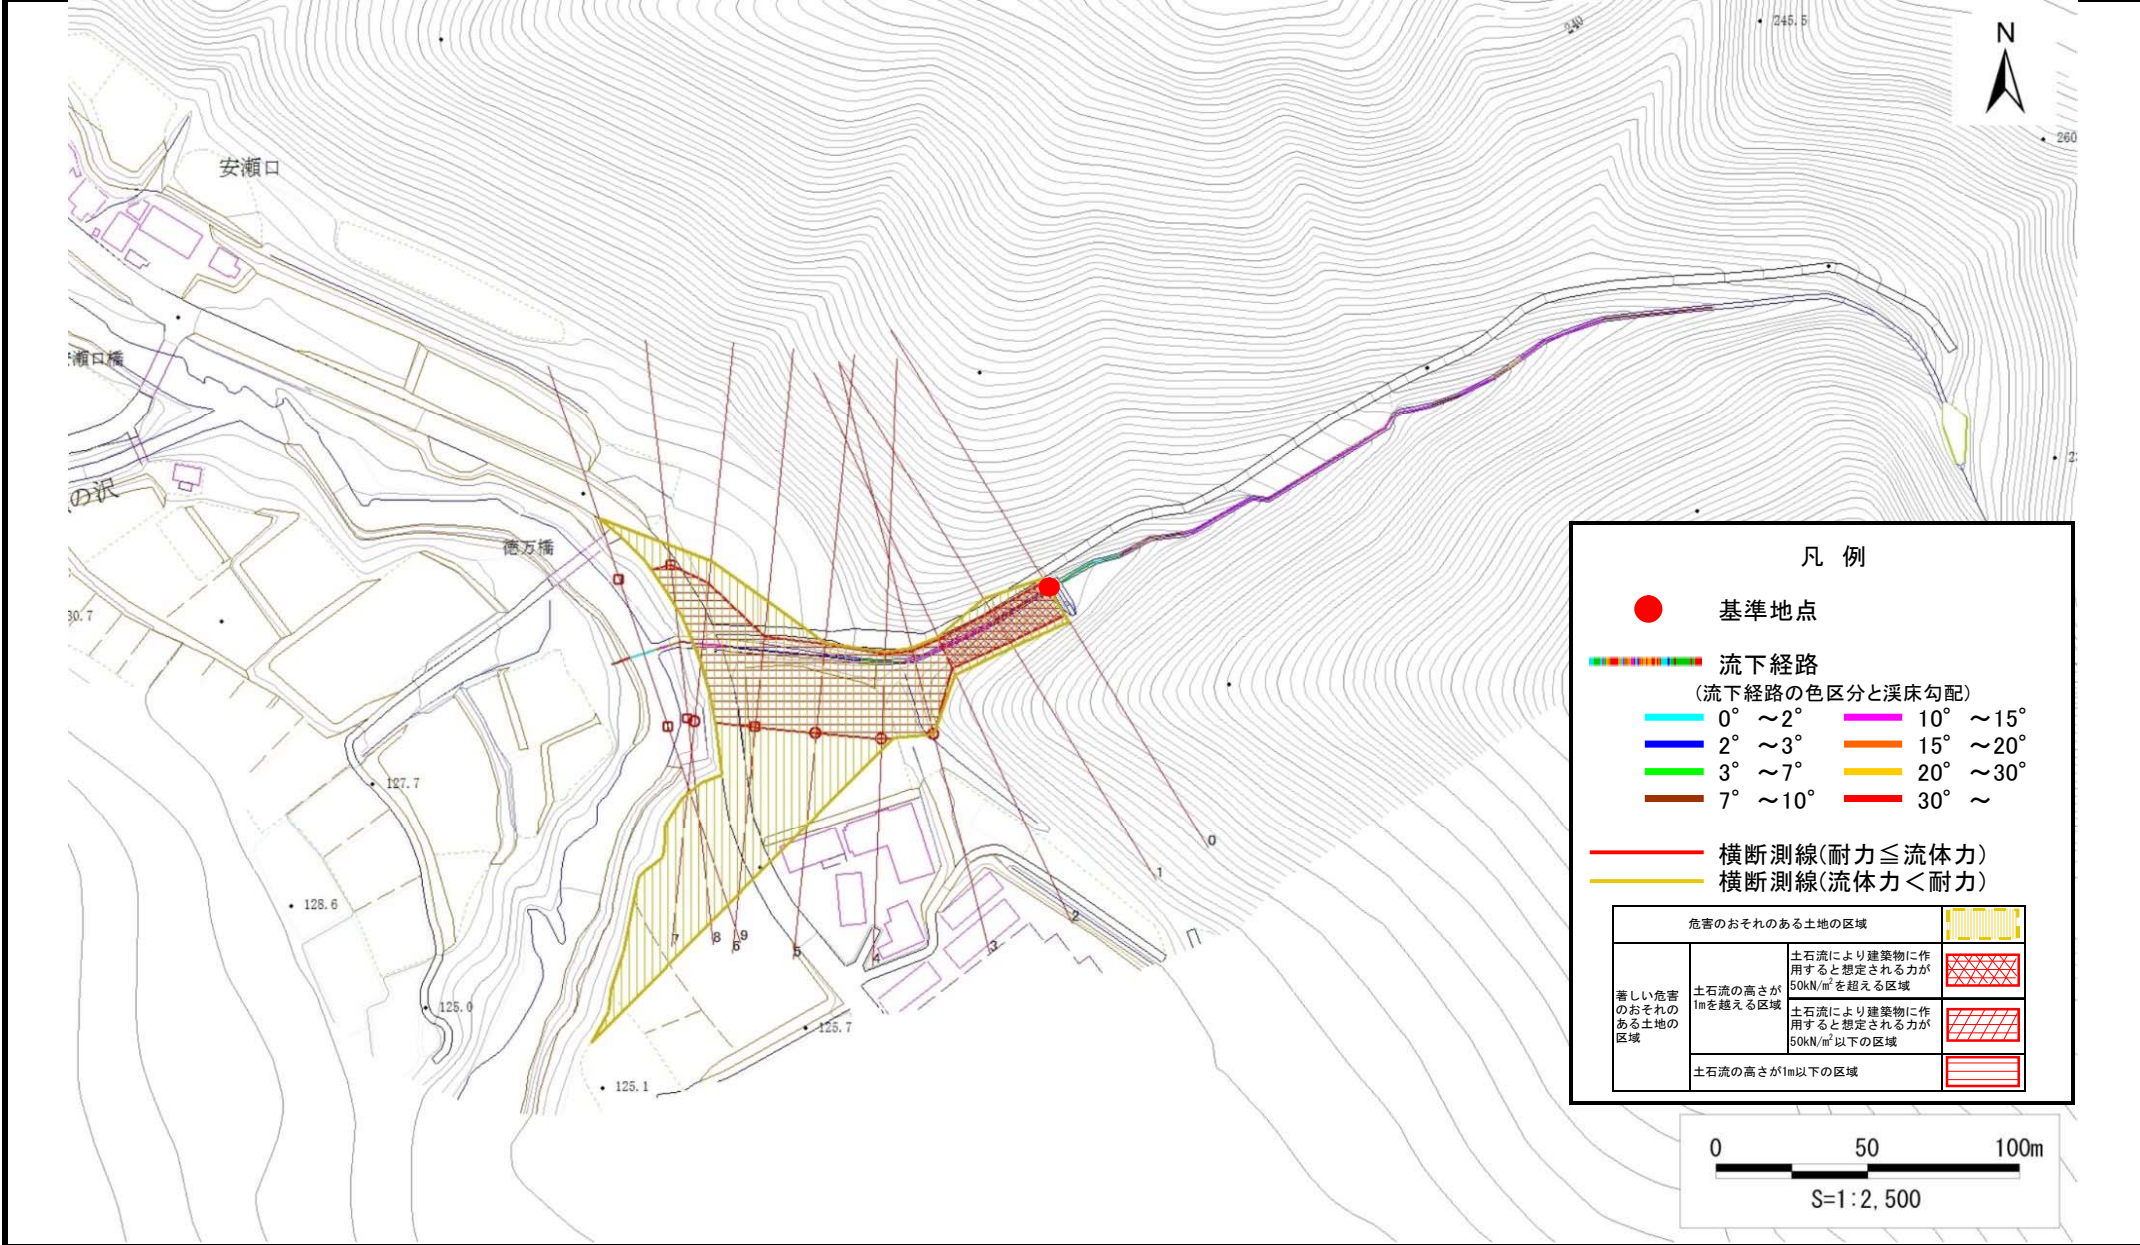 240
245.5
N
260
安瀬口
瀬口橋
の沢
徳万橋
30.7
127.7
128.6
125.0
125.7
125.1
0
1
2
3
4
5
6
7
8
9
凡 例
基準地点
流下経路
(流下経路の色区分と渓床勾配)
0° ～2° 10° ～15°
2° ～3° 15° ～20°
3° ～7° 20° ～30°
7° ～10° 30° ～
横断測線(耐力≦流体力)
横断測線(流体力＜耐力)
危害のおそれのある土地の区域
著しい危害
のおそれの
ある土地の
区域
土石流の高さが
1mを越える区域
土石流により建築物に作
用すると想定される力が
50kN/㎡を超える区域
土石流により建築物に作
用すると想定される力が
50kN/㎡以下の区域
土石流の高さが1m以下の区域
0 50 100m
S=1:2,500